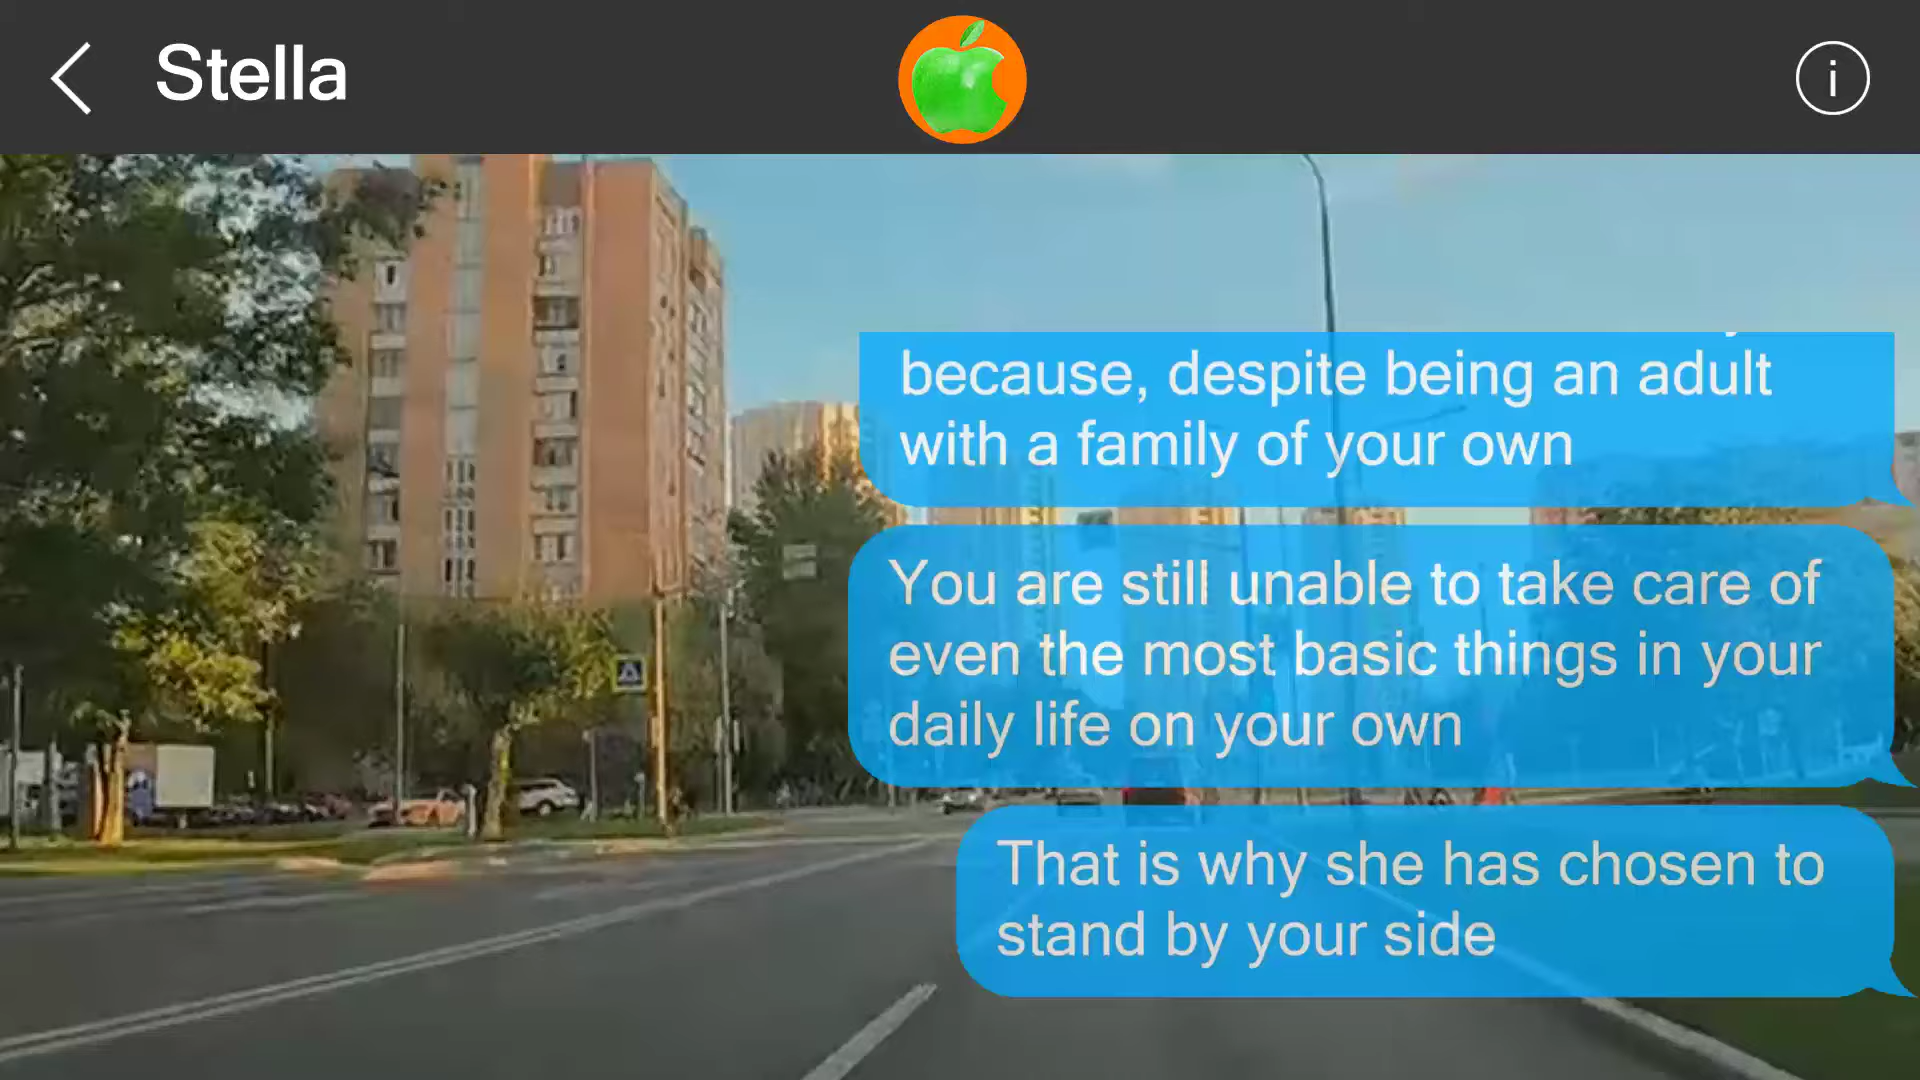 Stella
i
because, despite being an adult
with a family of your own
You are still unable to take care of
even the most basic things in your
daily life on your own
That is why she has chosen to
stand by your side